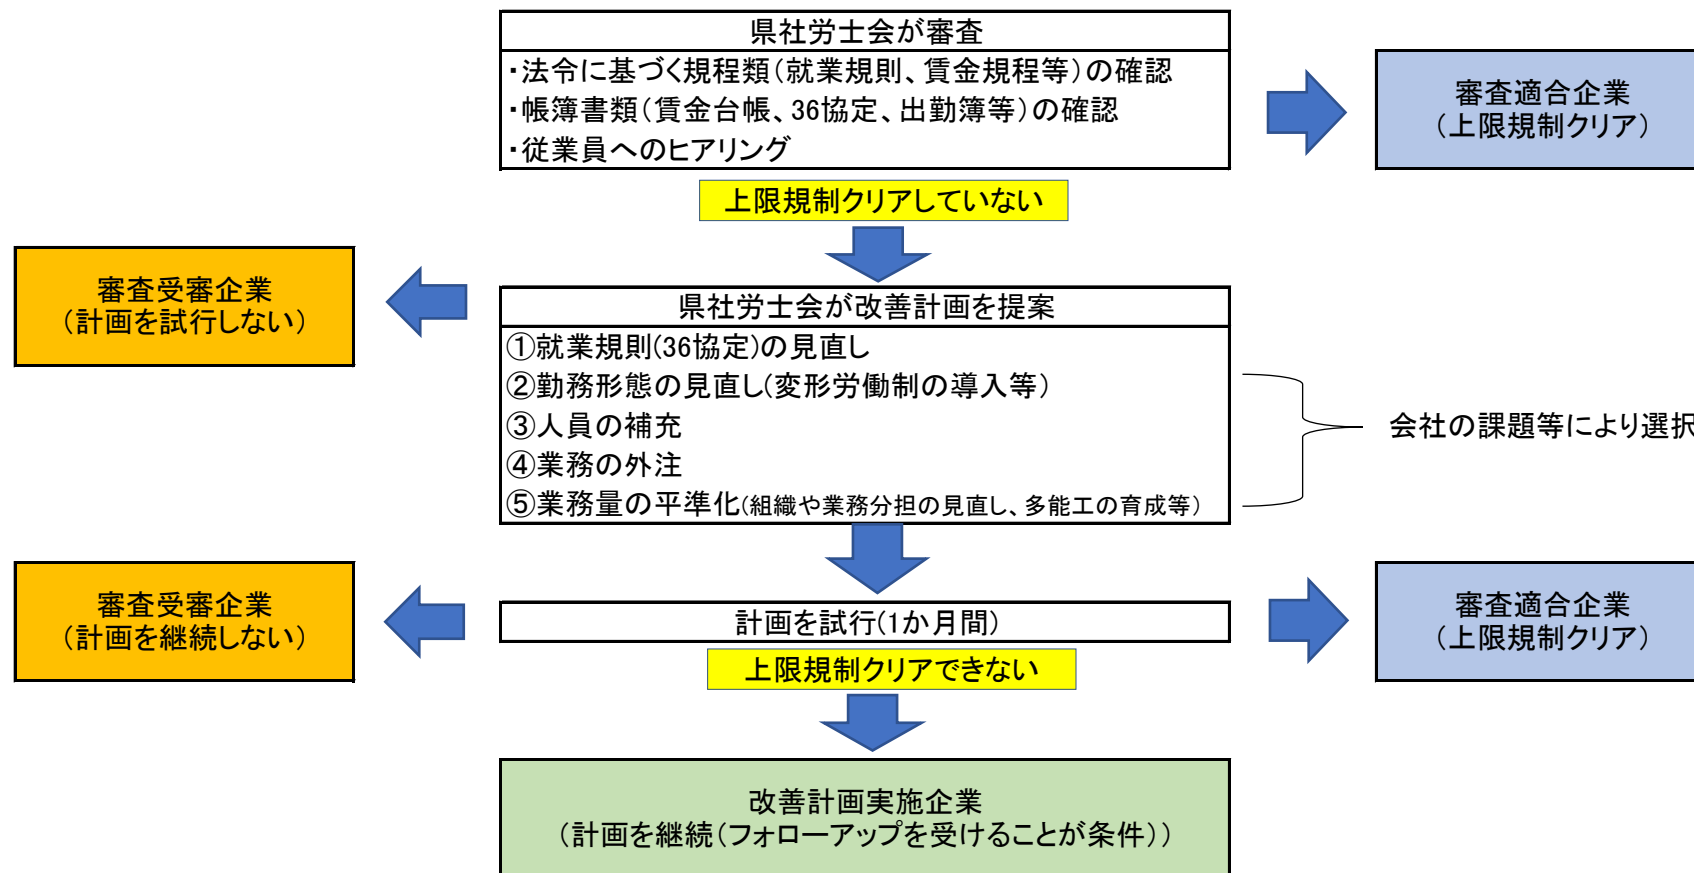 県社労士会が審査
・法令に基づく規程類（就業規則、賃金規程等）の確認
・帳簿書類（賃金台帳、36協定、出勤簿等）の確認
・従業員へのヒアリング
審査適合企業
（上限規制クリア）
上限規制クリアしていない
審査受審企業
（計画を試行しない）
県社労士会が改善計画を提案
①就業規則(36協定)の見直し
②勤務形態の見直し(変形労働制の導入等）
③人員の補充
④業務の外注
⑤業務量の平準化(組織や業務分担の見直し、多能工の育成等）
会社の課題等により選択
審査受審企業
（計画を継続しない）
計画を試行(1か月間）
審査適合企業
（上限規制クリア）
上限規制クリアできない
改善計画実施企業
（計画を継続（フォローアップを受けることが条件））